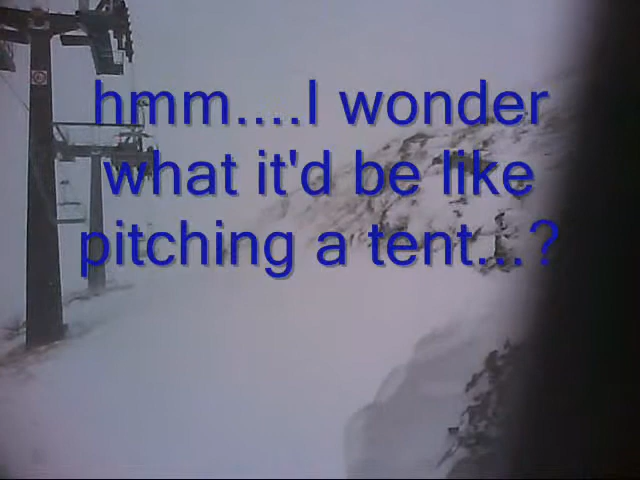 hmm....I wonder
what it'd be like
pitching a tent...?